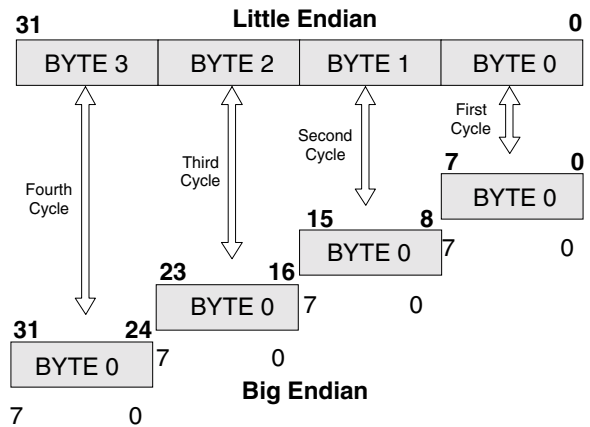 Little Endian
31 0
BYTE 3 BYTE 2 BYTE 1 BYTE 0
First
Cycle
Second
Cycle
Third
Cycle
Fourth
Cycle
7 0
BYTE 0
15 8
7 0
BYTE 0
23 16
7 0
BYTE 0
31 24
7 0
BYTE 0
Big Endian
7 0